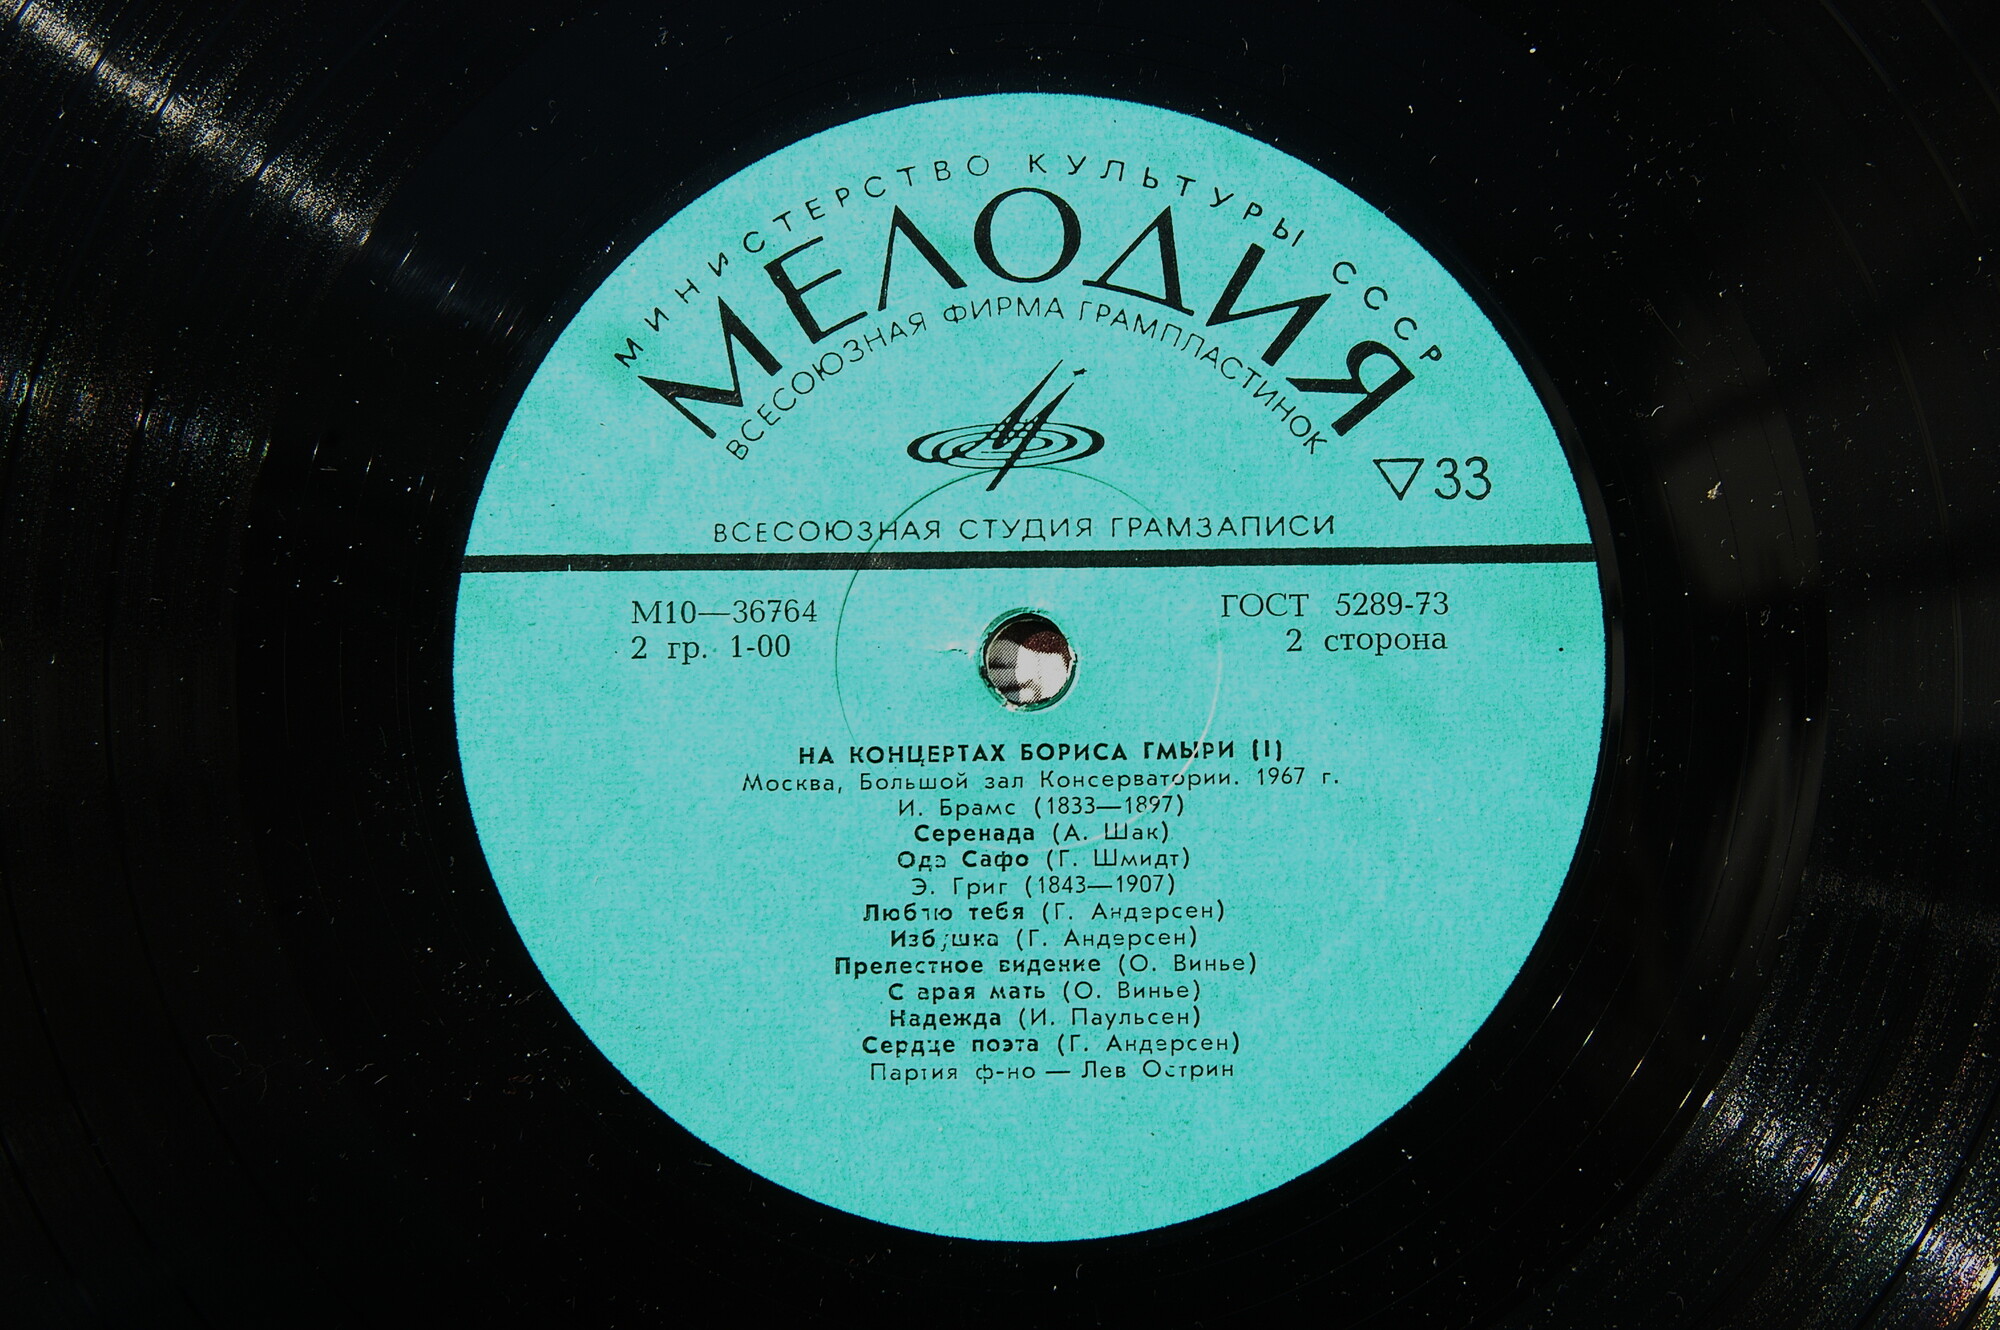 МИНИСТЕРСТВО КУЛЬТУРЫ СССР
МЕЛОДИЯ
ВСЕСОЮЗНАЯ ФИРМА ГРАМПЛАСТИНОК
33
ВСЕСОЮЗНАЯ СТУДИЯ ГРАМЗАПИСИ
М10—36764
ГОСТ 5289-73
2 гр. 1-00
2 сторона
НА КОНЦЕРТАХ БОРИСА ГМЫРИ (I)
Москва, Большой зал Консерватории. 1967 г.
И. Брамс (1833—1897)
Серенада (А. Шак)
Ода Сафо (Г. Шмидт)
Э. Григ (1843—1907)
Люблю тебя (Г. Андерсен)
Избушка (Г. Андерсен)
Прелестное видение (О. Винье)
Старая мать (О. Винье)
Надежда (И. Паульсен)
Сердце поэта (Г. Андерсен)
Партия ф-но — Лев Острин